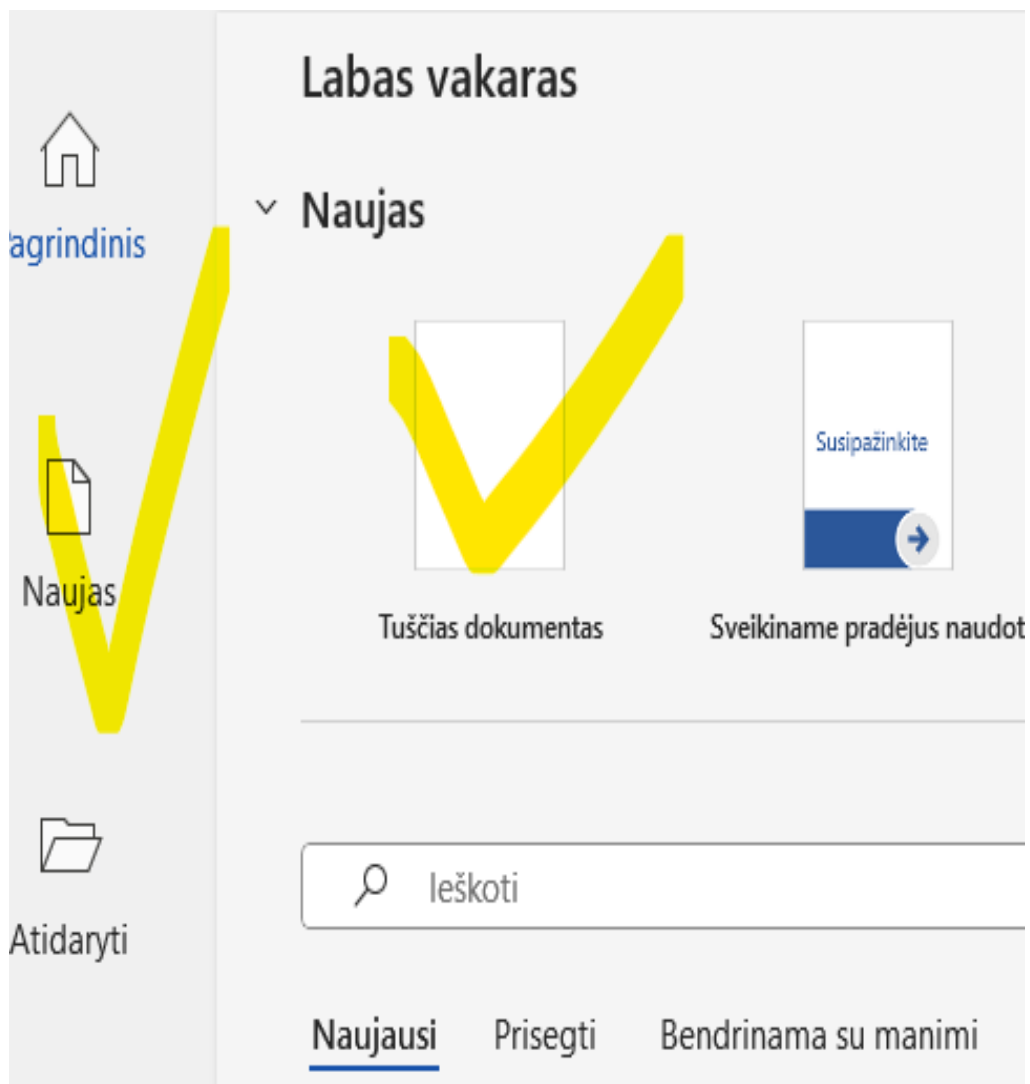 Labas vakaras
Naujas
agrindinis
Susipažinkite
Naujas
Tuščias dokumentas
Sveikiname pradėjus naudot
Ieškoti
Atidaryti
Naujausi Prisegti Bendrinama su manimi